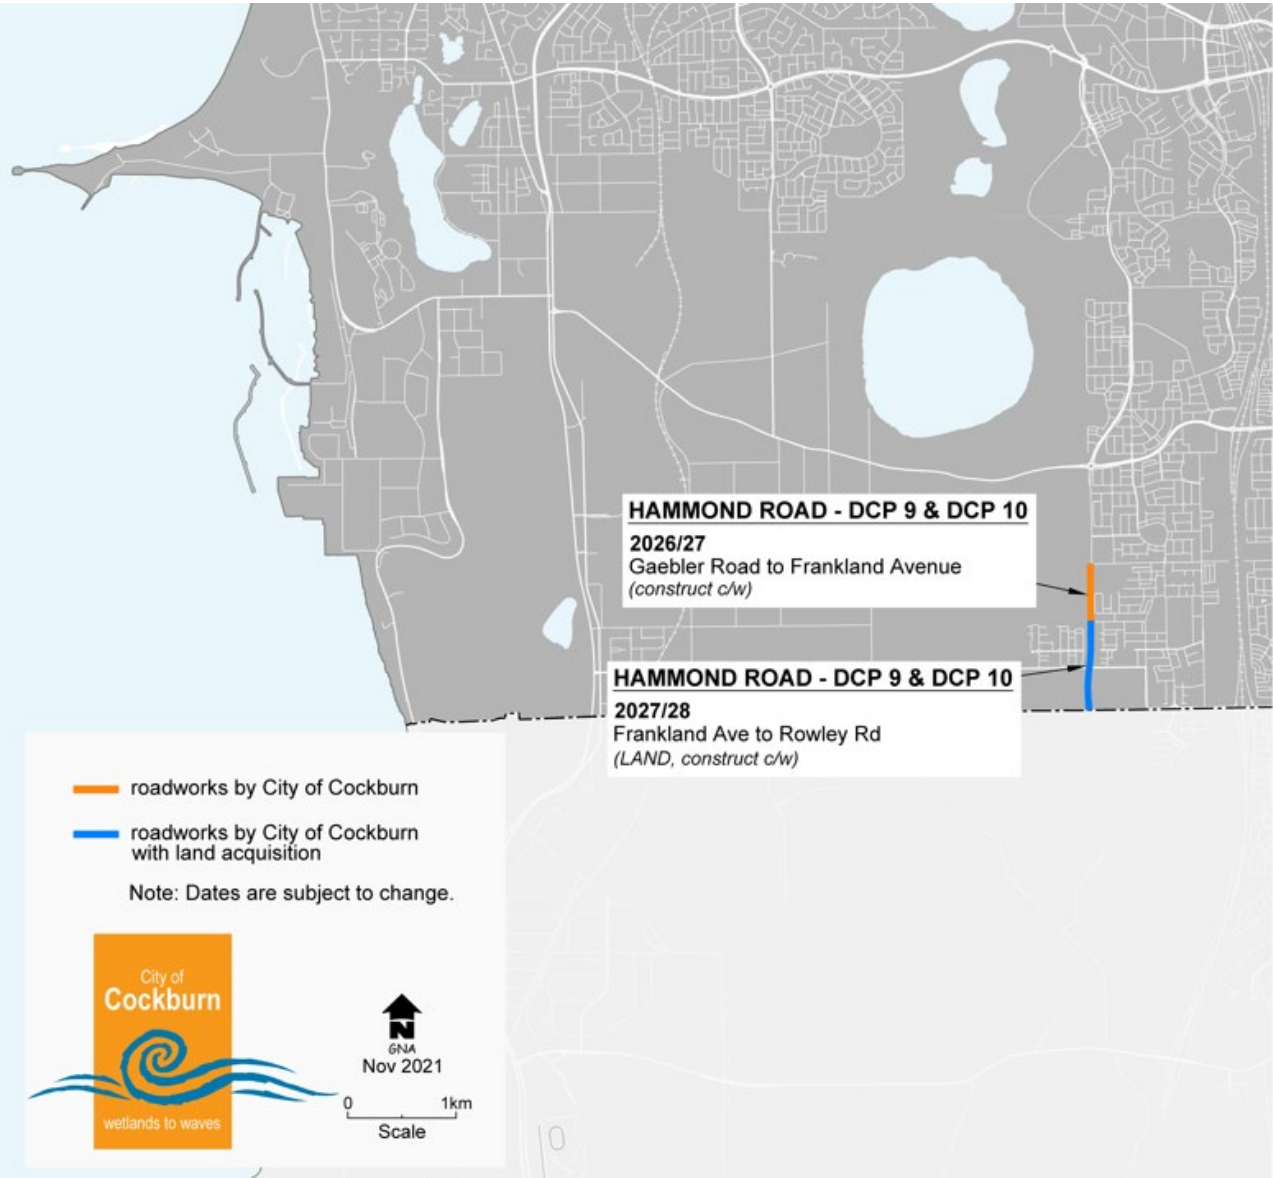 HAMMOND ROAD - DCP 9 & DCP 10
2026/27
Gaebler Road to Frankland Avenue
(construct c/w)
HAMMOND ROAD - DCP 9 & DCP 10
2027/28
Frankland Ave to Rowley Rd
(LAND, construct c/w)
roadworks by City of Cockburn
roadworks by City of Cockburn
with land acquisition
Note: Dates are subject to change.
City of
Cockburn
wetlands to waves
N
GNA
Nov 2021
0 1km
Scale